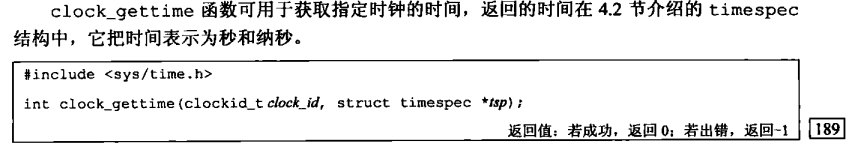 clock_gettime 函数可用于获取指定时钟的时间，返回的时间在 4.2 节介绍的 timespec
结构中，它把时间表示为秒和纳秒。
#include <sys/time.h>
int clock_gettime(clockid_t clock_id, struct timespec *tsp);
返回值：若成功，返回 0；若出错，返回-1
189